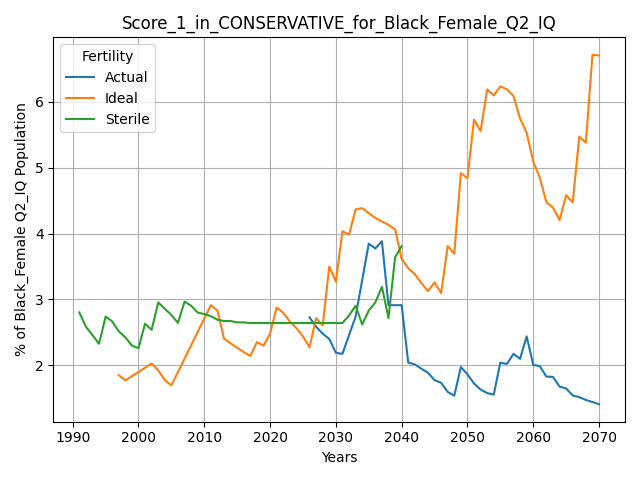 Score_1_in_CONSERVATIVE_for_Black_Female_Q2_IQ
Fertility
Actual
Ideal
Sterile
% of Black_Female Q2_IQ Population
6
5
4
3
2
1990 2000 2010 2020 2030 2040 2050 2060 2070
Years